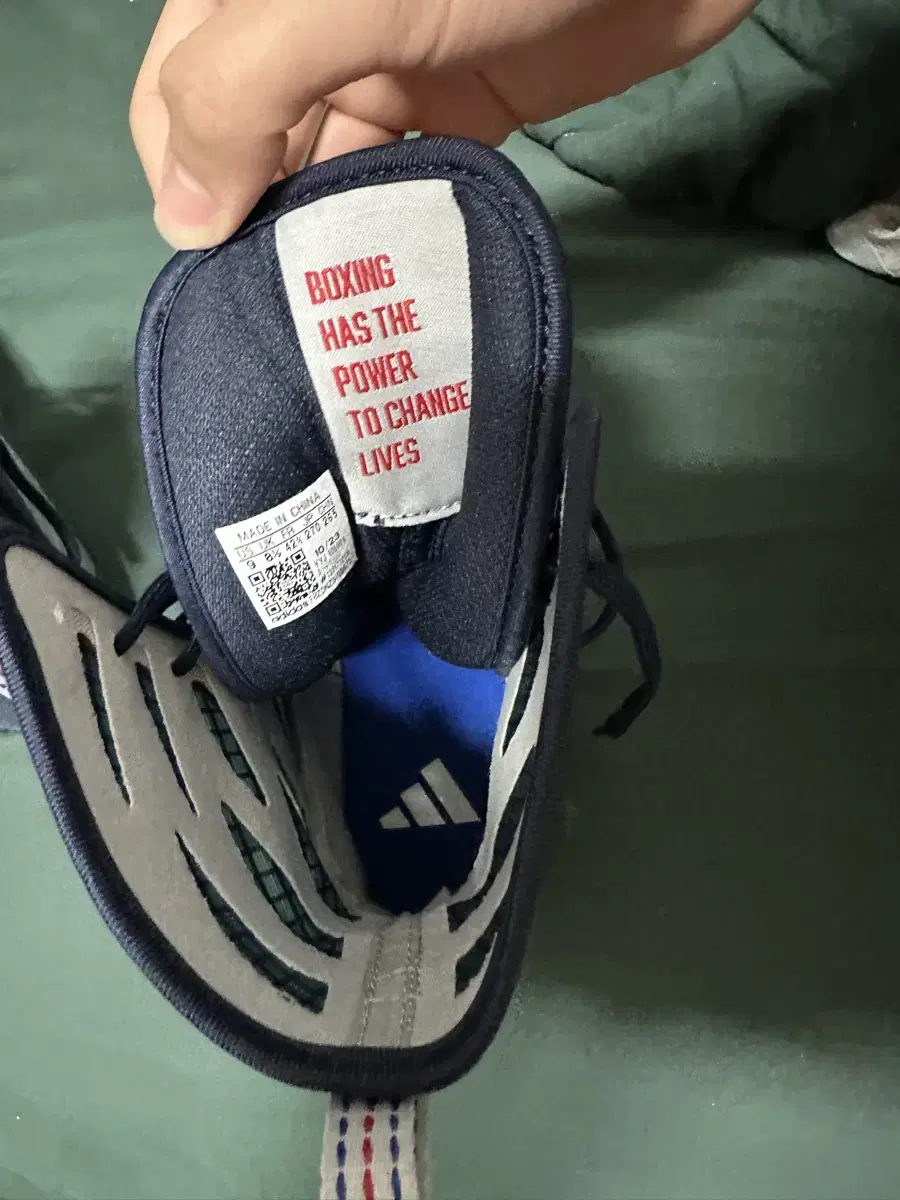 BOXING
HAS THE
POWER
TO CHANGE
LIVES
MADE IN CHINA
US UK FR JP CHN
9 8½ 42⅔ 270 265
10/23